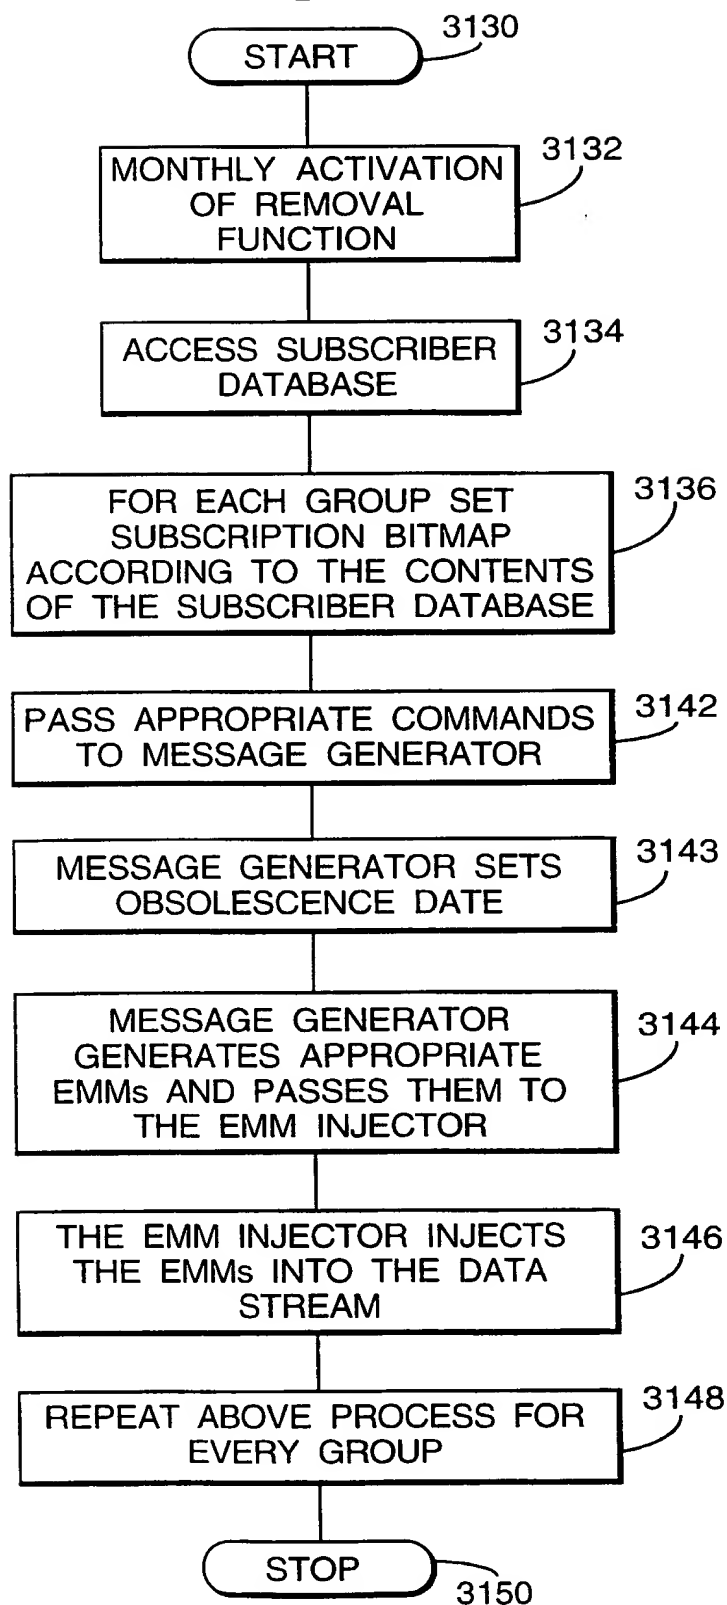 3130
START
3132
MONTHLY ACTIVATION
OF REMOVAL
FUNCTION
3134
ACCESS SUBSCRIBER
DATABASE
3136
FOR EACH GROUP SET
SUBSCRIPTION BITMAP
ACCORDING TO THE CONTENTS
OF THE SUBSCRIBER DATABASE
3142
PASS APPROPRIATE COMMANDS
TO MESSAGE GENERATOR
3143
MESSAGE GENERATOR SETS
OBSOLESCENCE DATE
3144
MESSAGE GENERATOR
GENERATES APPROPRIATE
EMMs AND PASSES THEM TO
THE EMM INJECTOR
3146
THE EMM INJECTOR INJECTS
THE EMMs INTO THE DATA
STREAM
3148
REPEAT ABOVE PROCESS FOR
EVERY GROUP
STOP
3150